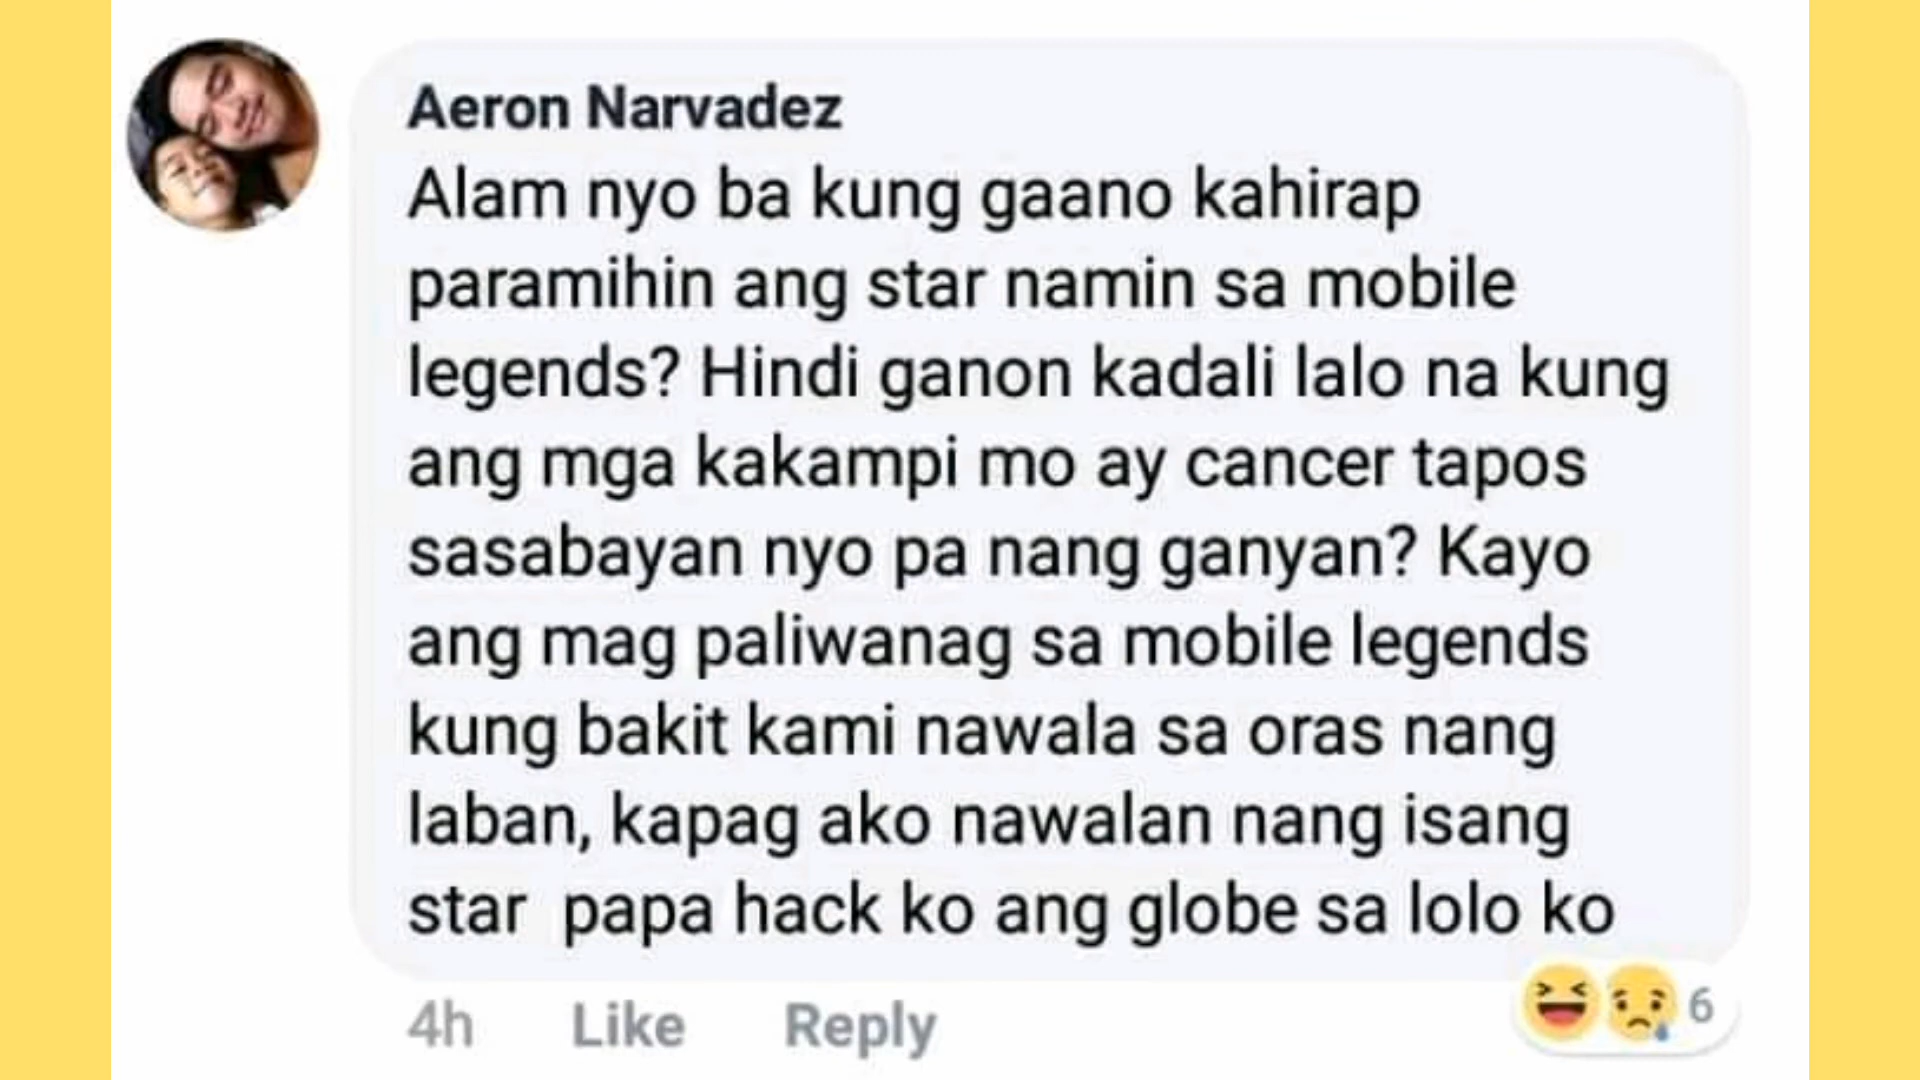 Aeron Narvadez
Alam nyo ba kung gaano kahirap
paramihin ang star namin sa mobile
legends? Hindi ganon kadali lalo na kung
ang mga kakampi mo ay cancer tapos
sasabayan nyo pa nang ganyan? Kayo
ang mag paliwanag sa mobile legends
kung bakit kami nawala sa oras nang
laban, kapag ako nawalan nang isang
star  papa hack ko ang globe sa lolo ko
4h Like Reply 6